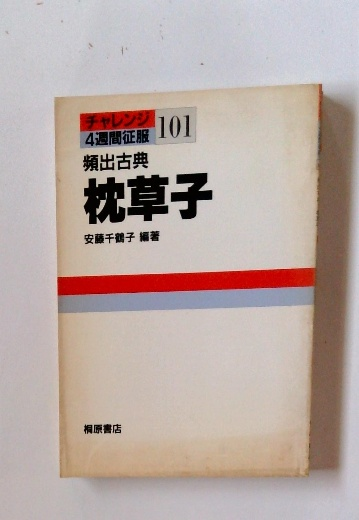 チャレンジ
4週間征服
101
頻出古典
枕草子
安藤千鶴子 編著
桐原書店